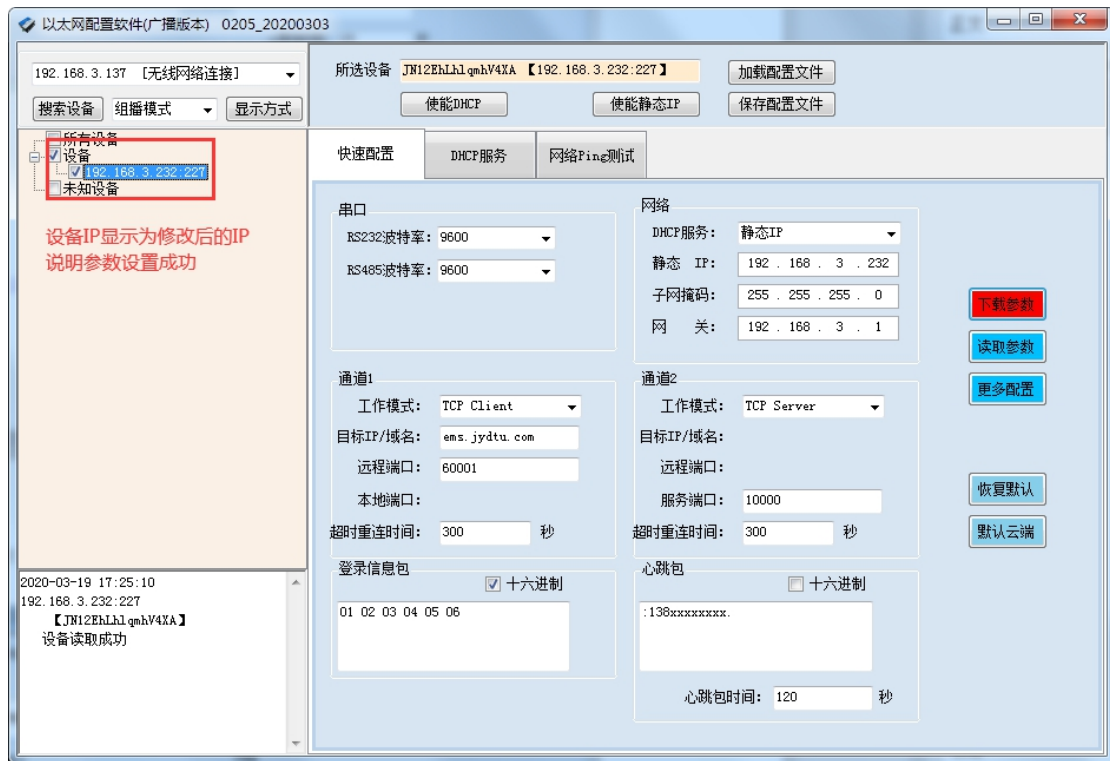 以太网配置软件(广播版本) 0205_20200303
192.168.3.137 [无线网络连接]
搜索设备 组播模式 显示方式
所有设备
设备
192.168.3.232:227
未知设备
设备IP显示为修改后的IP
说明参数设置成功
2020-03-19 17:25:10
192.168.3.232:227
【JN12EhLhlqmhV4XA】
设备读取成功
所选设备 JN12EhLhlqmhV4XA 【192.168.3.232:227】 加载配置文件
使能DHCP 使能静态IP 保存配置文件
快速配置 DHCP服务 网络Ping测试
串口
RS232波特率: 9600
RS485波特率: 9600
网络
DHCP服务: 静态IP
静态 IP: 192 . 168 . 3 . 232
子网掩码: 255 . 255 . 255 . 0
网 关: 192 . 168 . 3 . 1
通道1
工作模式: TCP Client
目标IP/域名: ems.jydtu.com
远程端口: 60001
本地端口:
超时重连时间: 300 秒
通道2
工作模式: TCP Server
目标IP/域名:
远程端口:
服务端口: 10000
超时重连时间: 300 秒
登录信息包
十六进制
01 02 03 04 05 06
心跳包
十六进制
:138xxxxxxxx.
心跳包时间: 120 秒
下载参数
读取参数
更多配置
恢复默认
默认云端